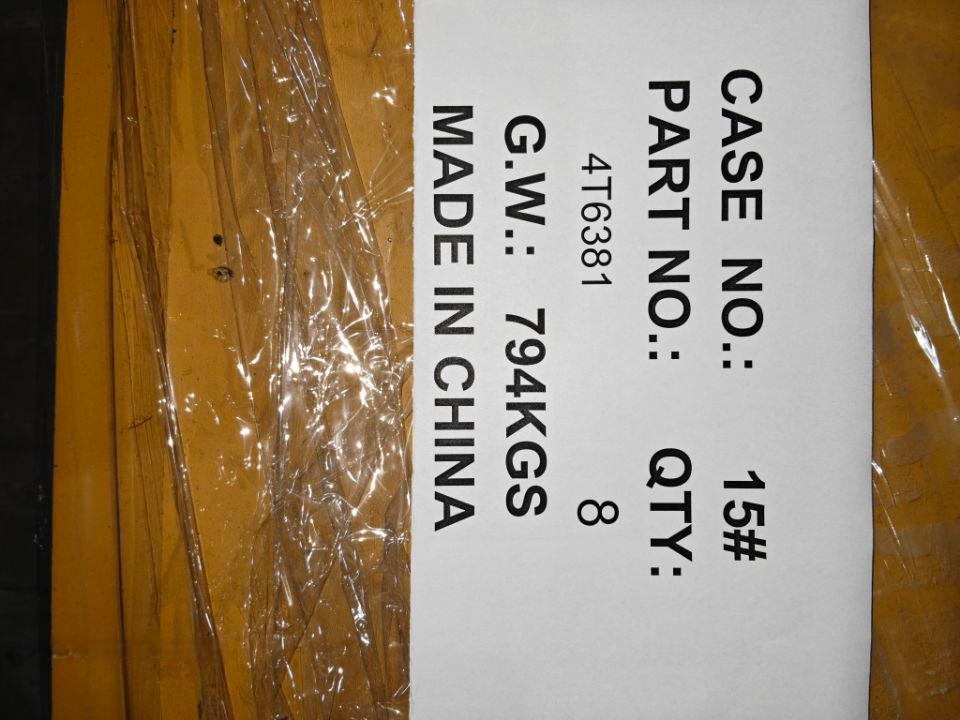 CASE NO.: 15#
PART NO.: QTY:
4T6381 8
G.W.: 794KGS
MADE IN CHINA